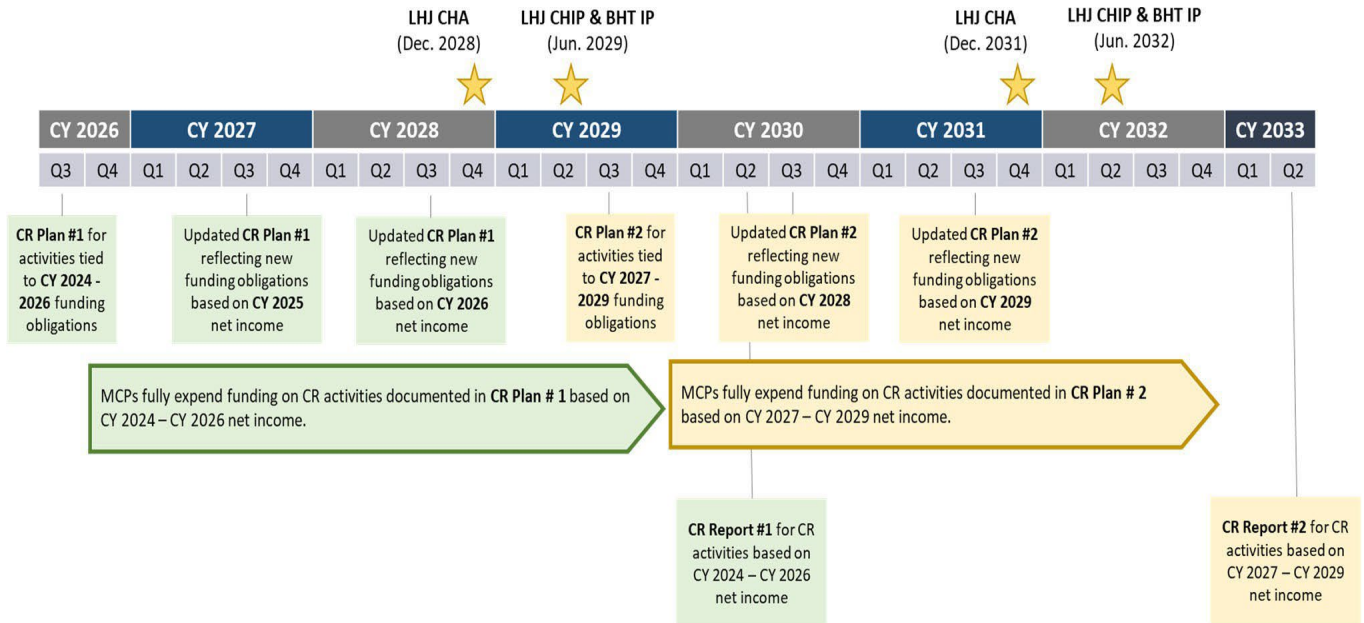 LHJ CHA
(Dec. 2028)
LHJ CHIP & BHT IP
(Jun. 2029)
LHJ CHA
(Dec. 2031)
LHJ CHIP & BHT IP
(Jun. 2032)
CY 2026 CY 2027 CY 2028 CY 2029 CY 2030 CY 2031 CY 2032 CY 2033
Q3 Q4 Q1 Q2 Q3 Q4 Q1 Q2 Q3 Q4 Q1 Q2 Q3 Q4 Q1 Q2 Q3 Q4 Q1 Q2 Q3 Q4 Q1 Q2 Q3 Q4 Q1 Q2
CR Plan #1 for
activities tied
to CY 2024 -
2026 funding
obligations
Updated CR Plan #1
reflecting new
funding obligations
based on CY 2025
net income
Updated CR Plan #1
reflecting new
funding obligations
based on CY 2026
net income
CR Plan #2 for
activities tied
to CY 2027 -
2029 funding
obligations
Updated CR Plan #2
reflecting new
funding obligations
based on CY 2028
net income
Updated CR Plan #2
reflecting new
funding obligations
based on CY 2029
net income
MCPs fully expend funding on CR activities documented in CR Plan # 1 based on
CY 2024 – CY 2026 net income.
MCPs fully expend funding on CR activities documented in CR Plan # 2
based on CY 2027 – CY 2029 net income.
CR Report #1 for CR
activities based on
CY 2024 – CY 2026
net income
CR Report #2 for CR
activities based on
CY 2027 – CY 2029
net income